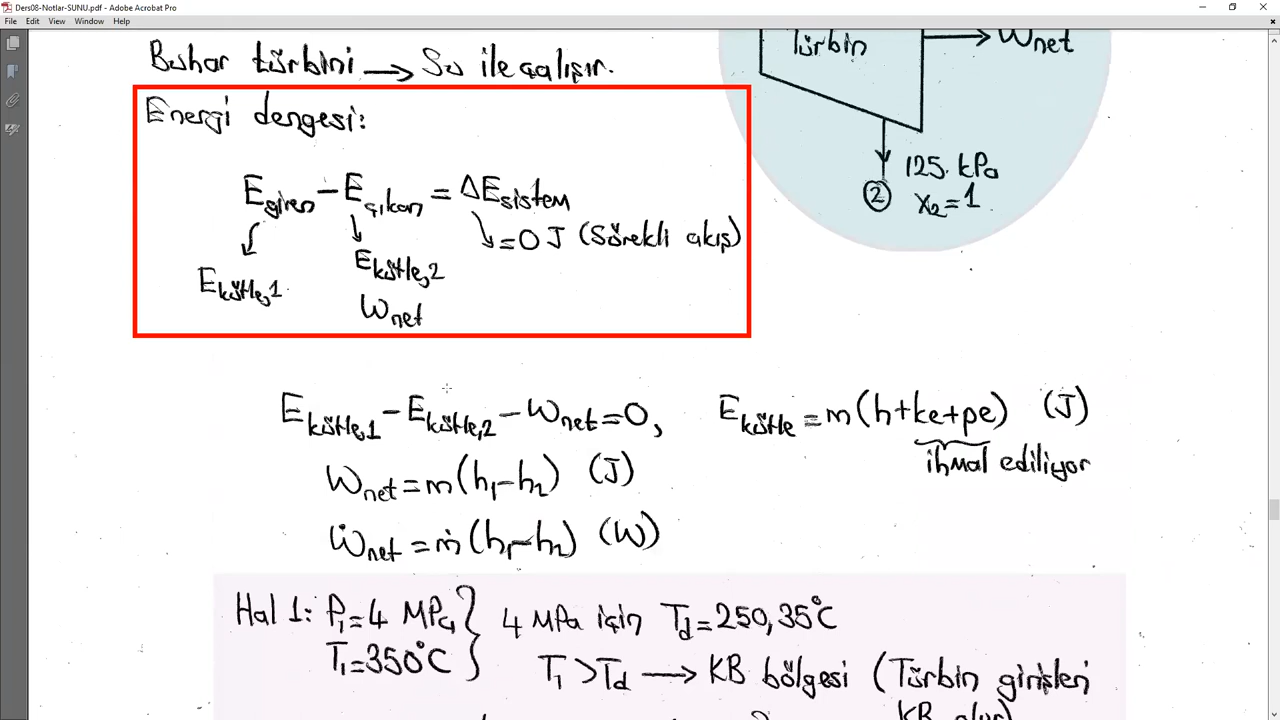 Ders08-Notlar-SUNU.pdf - Adobe Acrobat Pro
File Edit View Window Help
Buhar türbini → Su ile çalışır.
Türbin → Wnet
Energi dengesi:
125 kPa
② x₂=1
Egiren - Eçıkan = ΔEsistem
=0 J (Sürekli akış)
Ekütle,1
Ekütle,2
Wnet
Ekütle,1 - Ekütle,2 - Wnet = 0, Ekütle = m(h+ke+pe) (J)
ihmal ediliyor
Wnet = m(h₁-h₂) (J)
Ẇnet = ṁ(h₁-h₂) (W)
Hal 1: P₁=4 MPa } 4 MPa için Td=250,35°C
T₁=350°C } T₁>Td → KB bölgesi (Türbin girişleri